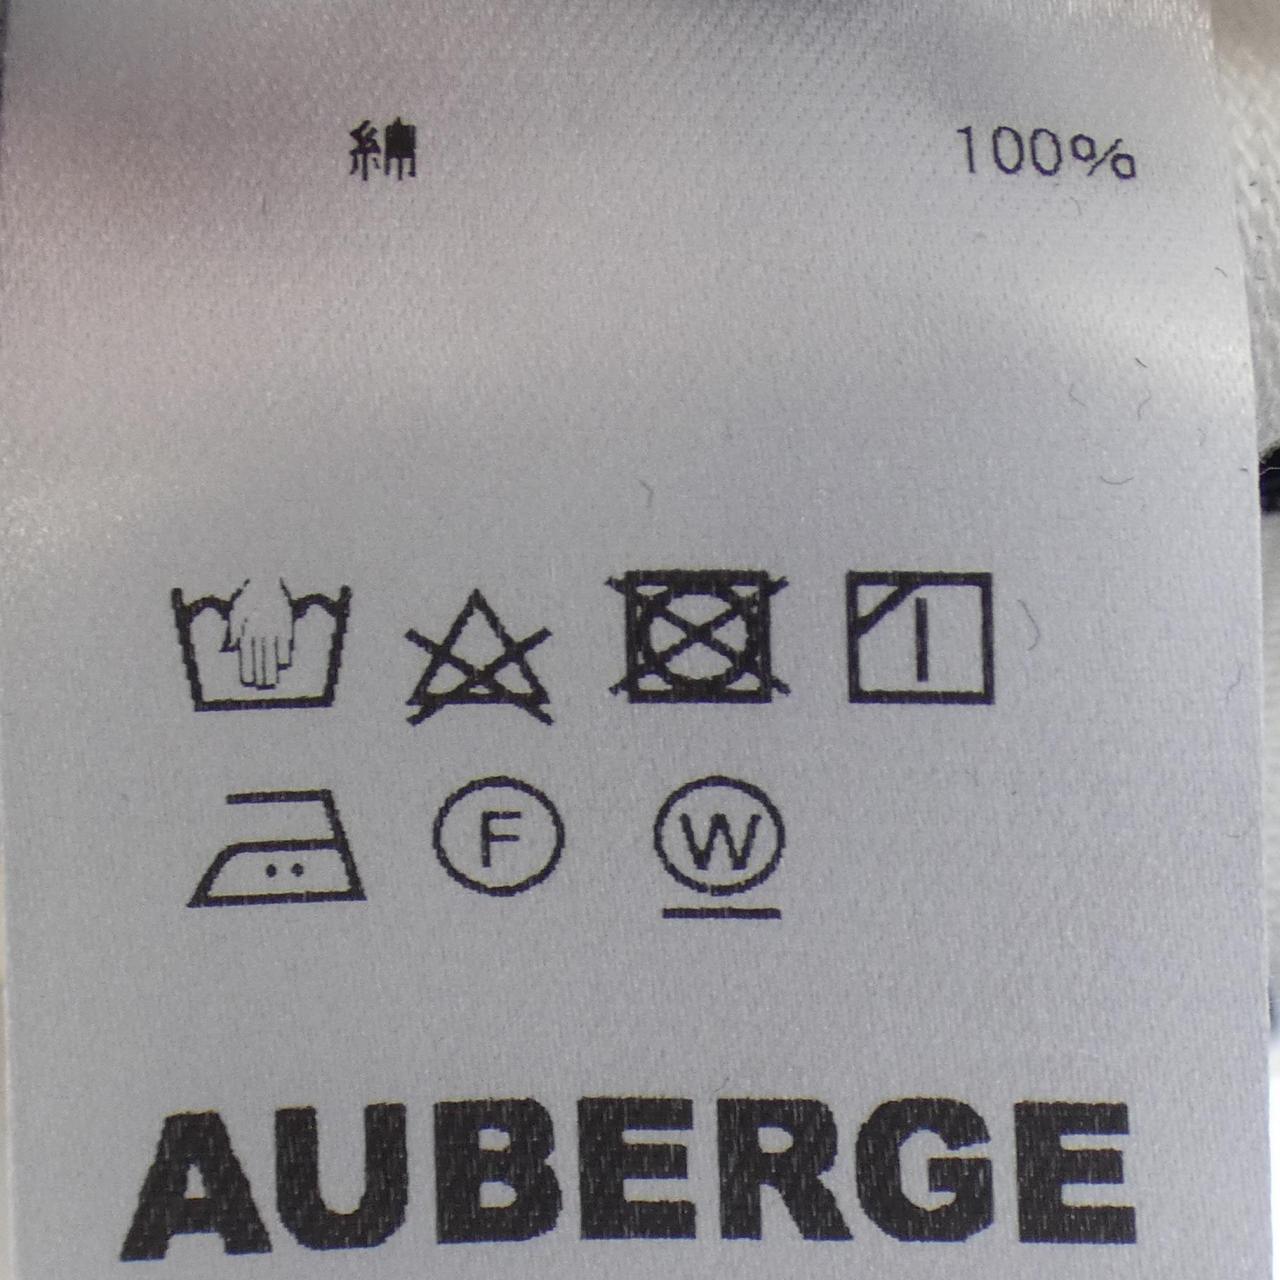 綿 100%
F W
AUBERGE